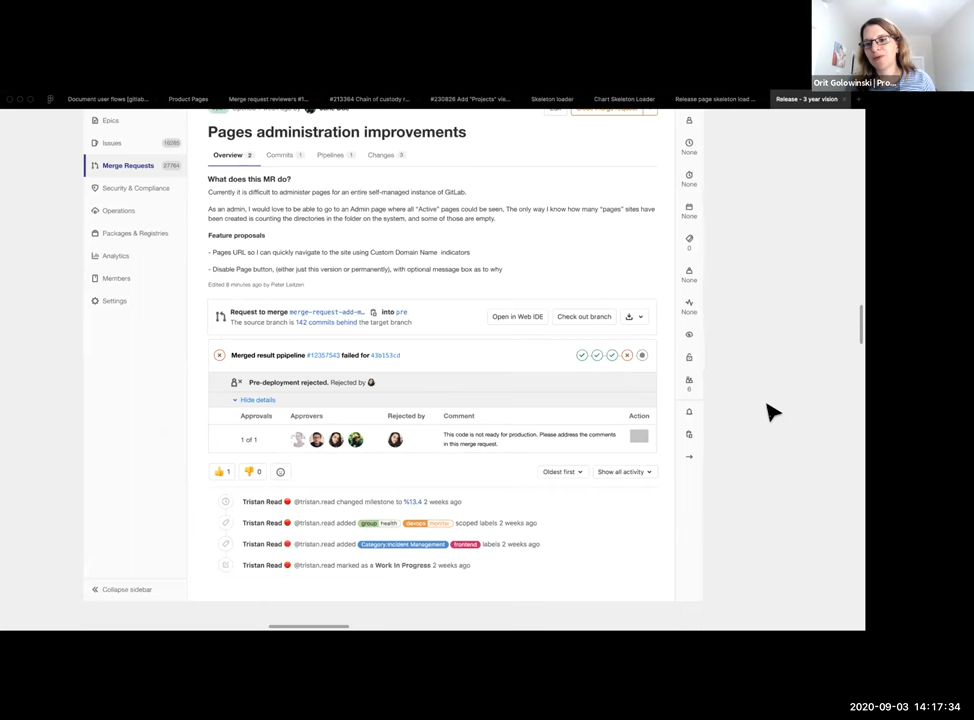 Orit Golowinski | Pro...
Document user flows [gitlab...
Product Pages
Merge request reviewers #1...
#213364 Chain of custody r...
#230826 Add "Projects" vie...
Skeleton loader
Chart Skeleton Loader
Release page skeleton load ...
Release - 3 year vision
Epics
Issues 16285
Merge Requests 27764
Security & Compliance
Operations
Packages & Registries
Analytics
Members
Settings
Collapse sidebar
Pages administration improvements
Overview 2 Commits 1 Pipelines 1 Changes 3
What does this MR do?
Currently it is difficult to administer pages for an entire self-managed instance of GitLab.
As an admin, I would love to be able to go to an Admin page where all "Active" pages could be seen, The only way I know how many "pages" sites have
been created is counting the directories in the folder on the system, and some of those are empty.
Feature proposals
- Pages URL so I can quickly navigate to the site using Custom Domain Name indicators
- Disable Page button, (either just this version or permanently), with optional message box as to why
Edited 8 minutes ago by Peter Leitzen
Request to merge merge-request-add-m... into pre
The source branch is 142 commits behind the target branch
Open in Web IDE Check out branch
Merged result ppipeline #12357543 failed for 43b153cd
Pre-deployment rejected. Rejected by
Hide details
Approvals Approvers Rejected by Comment Action
1 of 1
This code is not ready for production. Please address the comments
in this merge request.
1 0
Oldest first Show all activity
Tristan Read @tristan.read changed milestone to %13.4 2 weeks ago
Tristan Read @tristan.read added group health devops monitor scoped labels 2 weeks ago
Tristan Read @tristan.read added Category:Incident Management frontend labels 2 weeks ago
Tristan Read @tristan.read marked as a Work In Progress 2 weeks ago
None
None
None
0
None
None
6
2020-09-03 14:17:34